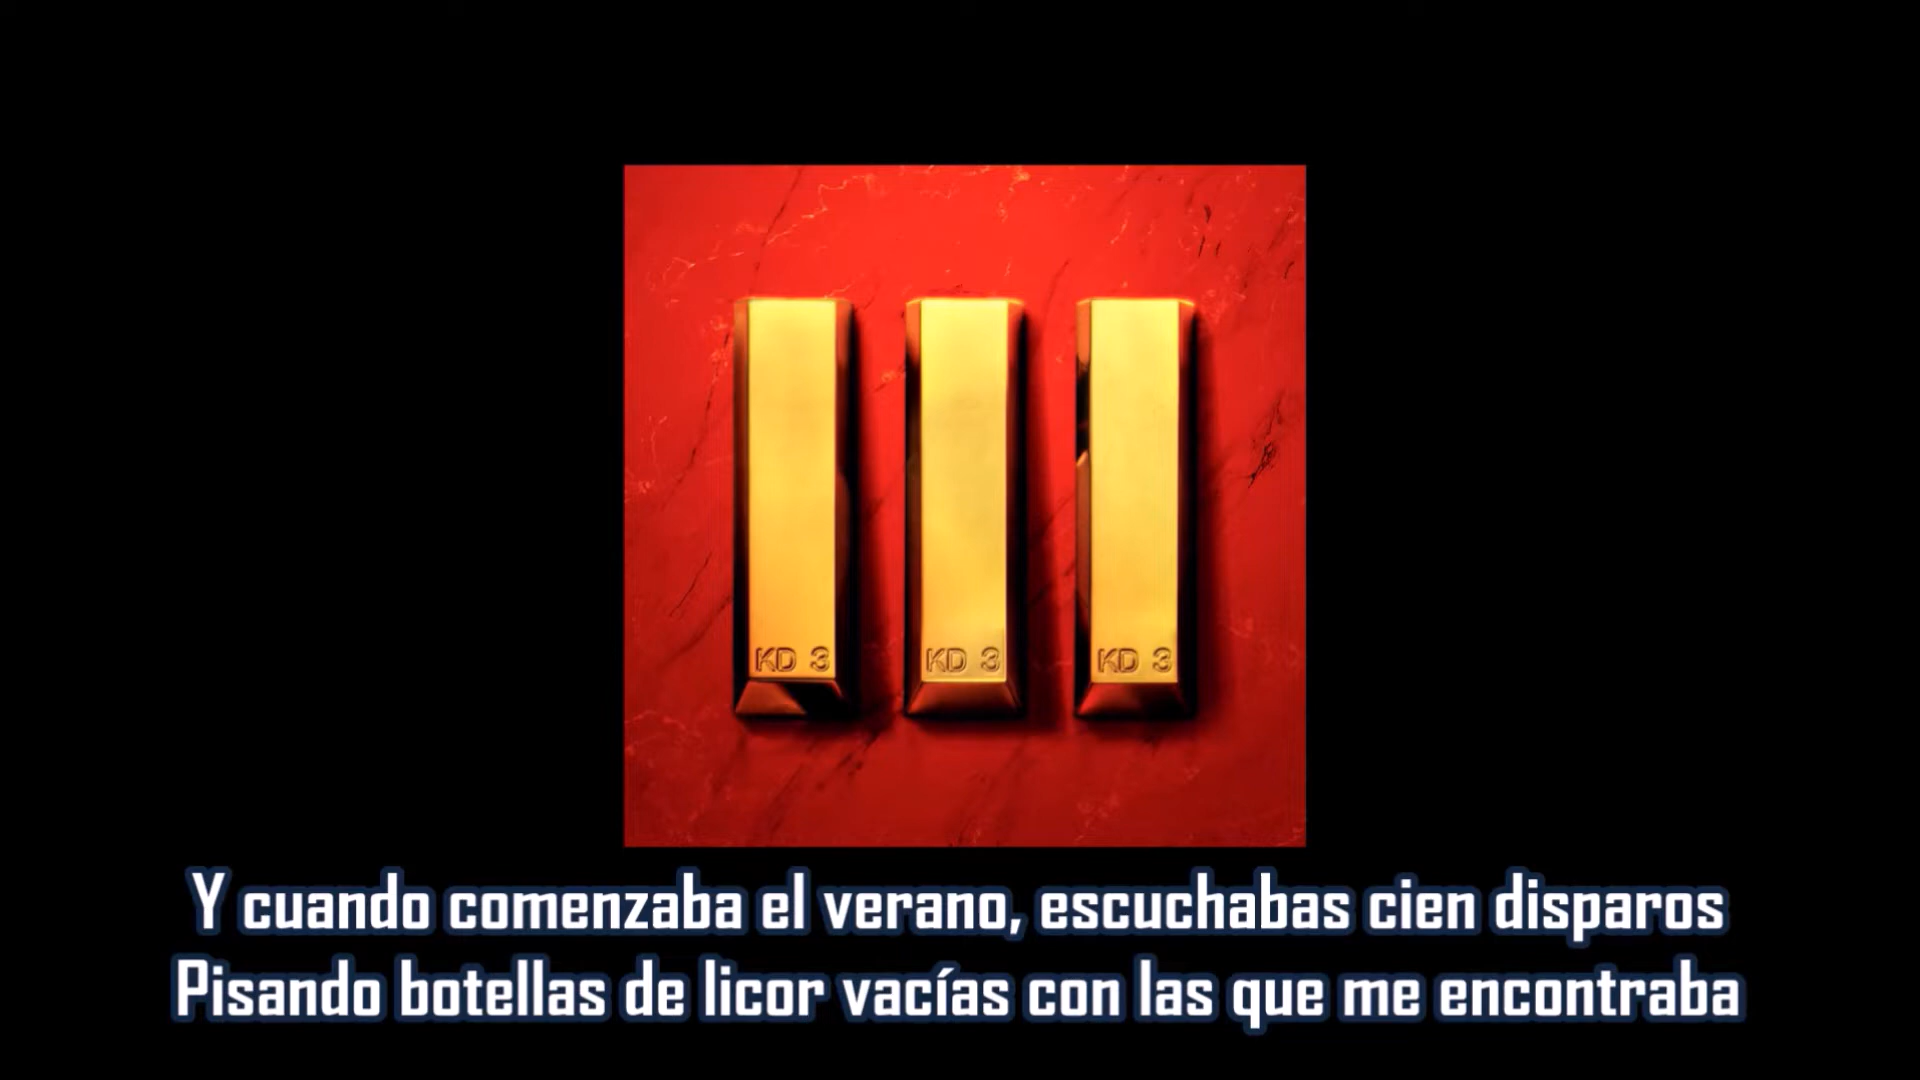 KD 3 KD 3 KD 3
Y cuando comenzaba el verano, escuchabas cien disparos
Pisando botellas de licor vacías con las que me encontraba